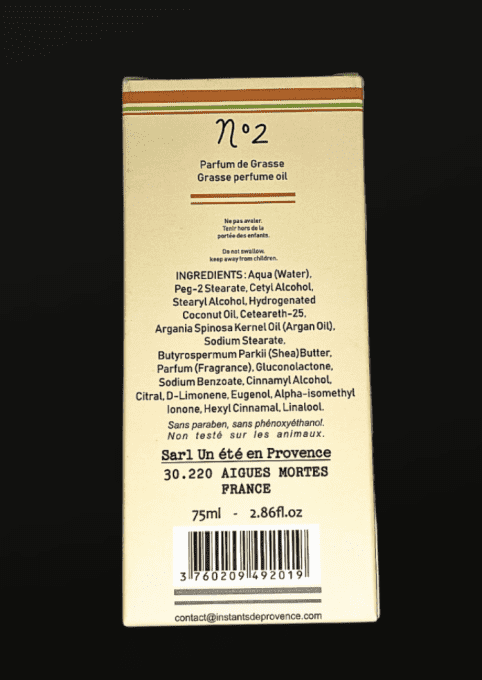 N°2
Parfum de Grasse
Grasse perfume oil
Ne pas avaler.
Tenir hors de la
portée des enfants.
Do not swallow.
keep away from children.
INGREDIENTS: Aqua (Water),
Peg-2 Stearate, Cetyl Alcohol,
Stearyl Alcohol, Hydrogenated
Coconut Oil, Ceteareth-25,
Argania Spinosa Kernel Oil (Argan Oil),
Sodium Stearate,
Butyrospermum Parkii (Shea)Butter,
Parfum (Fragrance), Gluconolactone,
Sodium Benzoate, Cinnamyl Alcohol,
Citral, D-Limonene, Eugenol, Alpha-isomethyl
Ionone, Hexyl Cinnamal, Linalool.
Sans paraben, sans phénoxyéthanol.
Non testé sur les animaux.
Sarl Un été en Provence
30.220 AIGUES MORTES
FRANCE
75ml - 2.86fl.oz
3 760209 492019
contact@instantsdeprovence.com